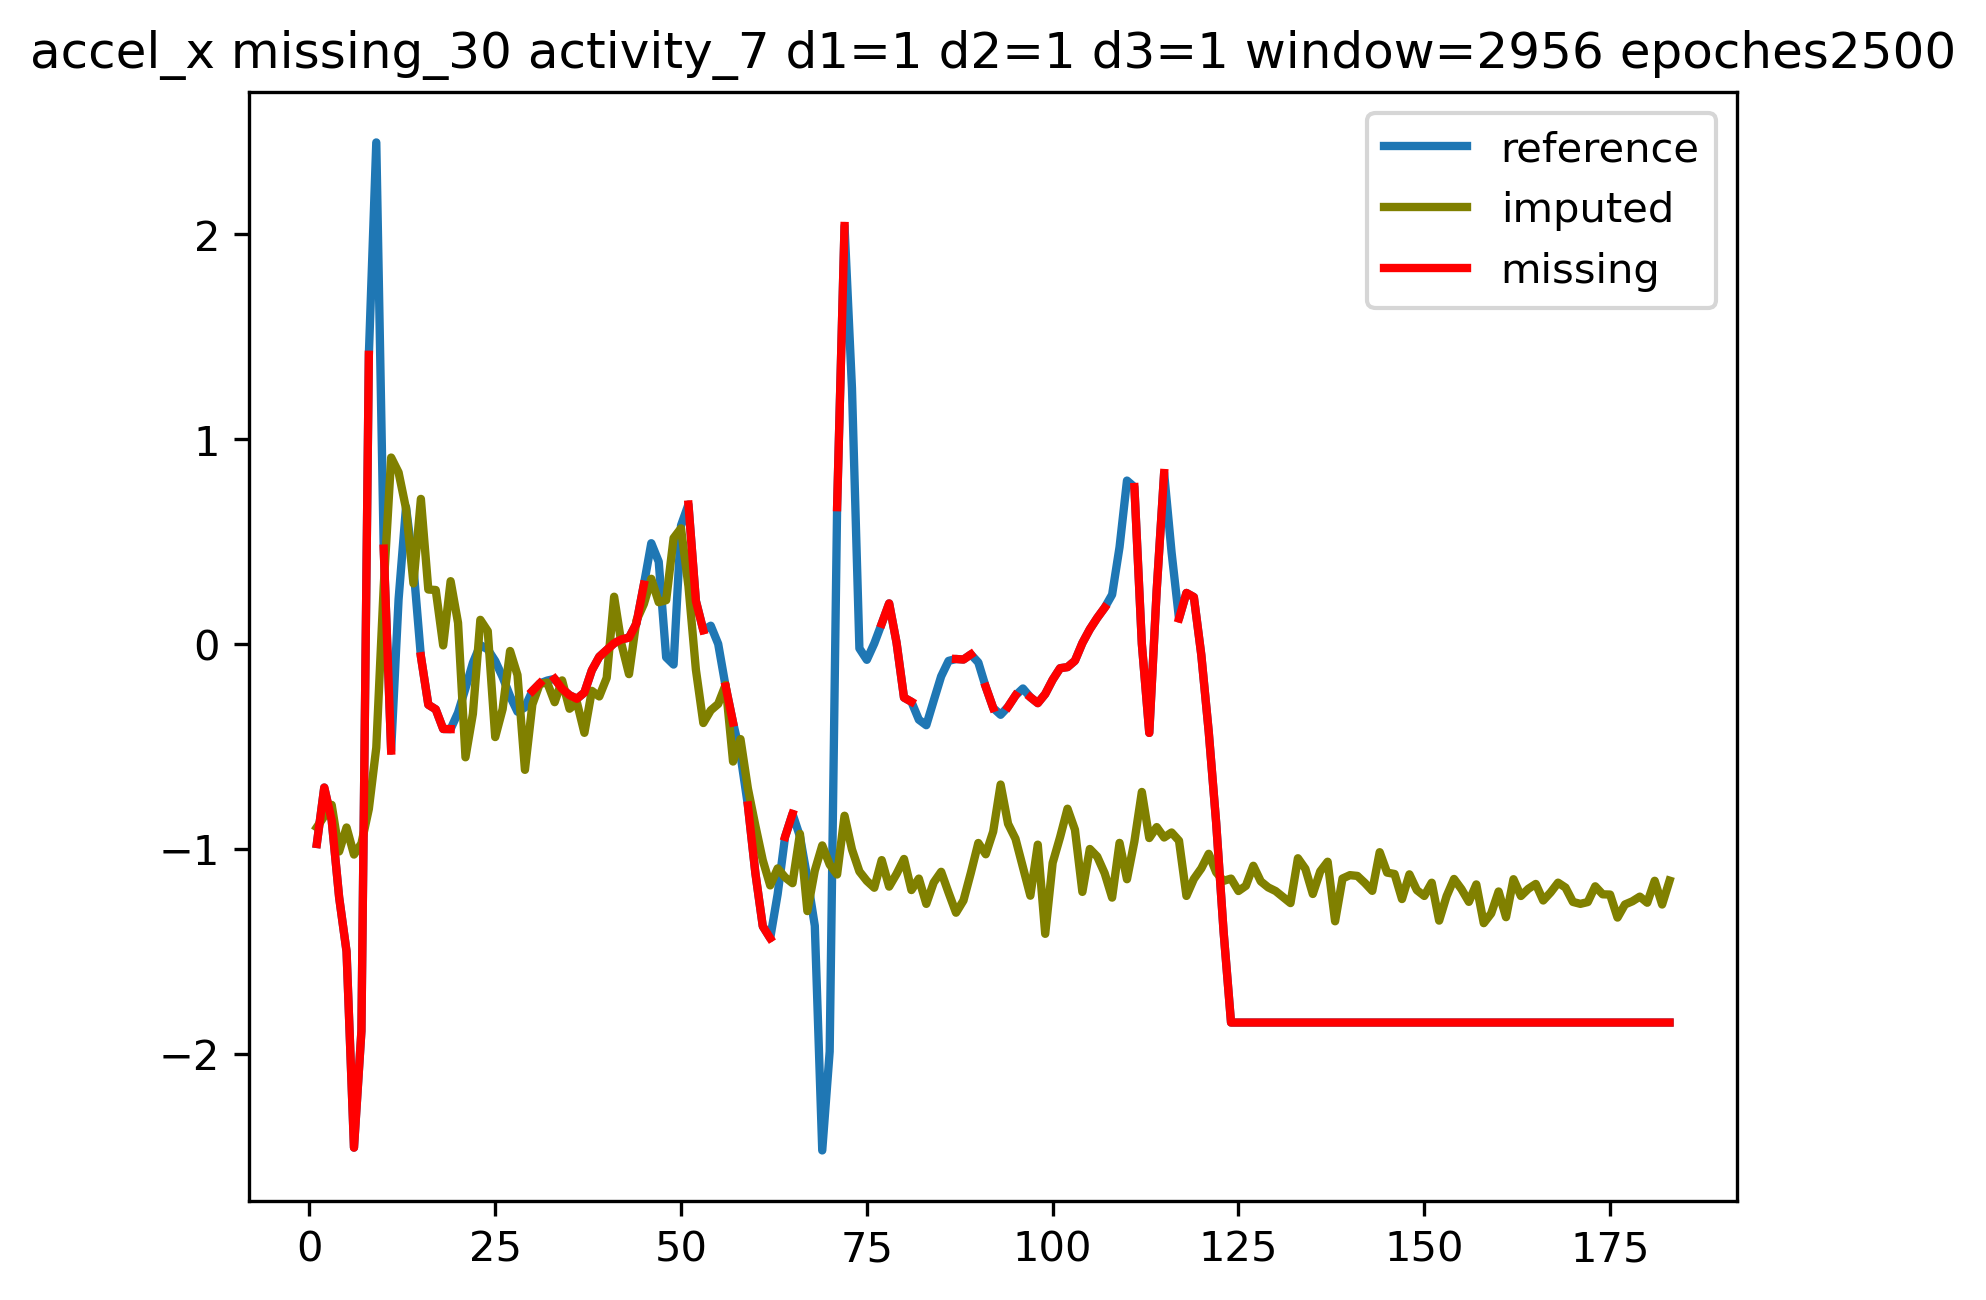 accel_x missing_30 activity_7 d1=1 d2=1 d3=1 window=2956 epoches2500
reference
imputed
missing
2
1
0
−1
−2
0 25 50 75 100 125 150 175